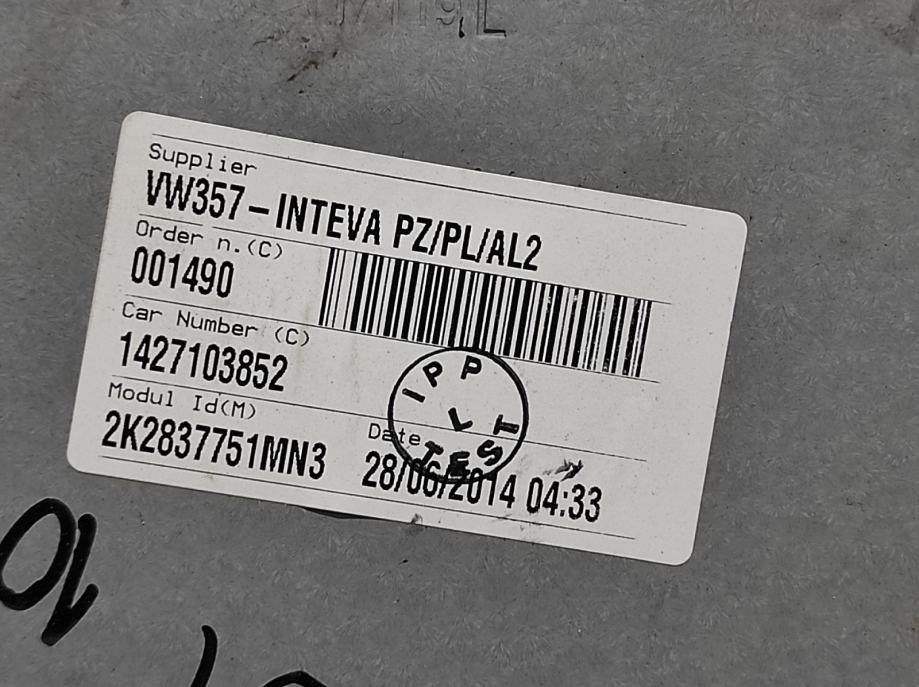 Supplier
VW357-INTEVA PZ/PL/AL2
Order n.(C)
001490
Car Number (C)
1427103852
Modul Id(M)
2K2837751MN3
Date
28/06/2014 04:33
IPP
L
TEST